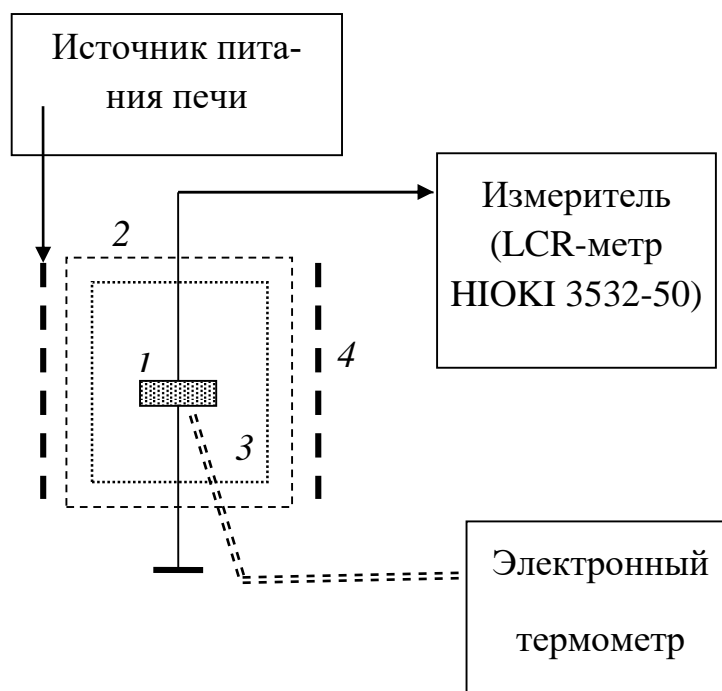 Источник пита-
ния печи
Измеритель
(LCR-метр
HIOKI 3532-50)
2
1
4
3
Электронный
термометр